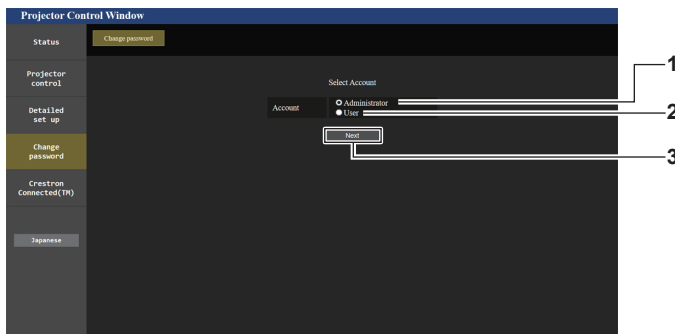 Projector Control Window
Status
Change password
Projector
control
Detailed
set up
Change
password
Crestron
Connected(TM)
Japanese
Select Account
Account
Administrator
User
Next
1
2
3